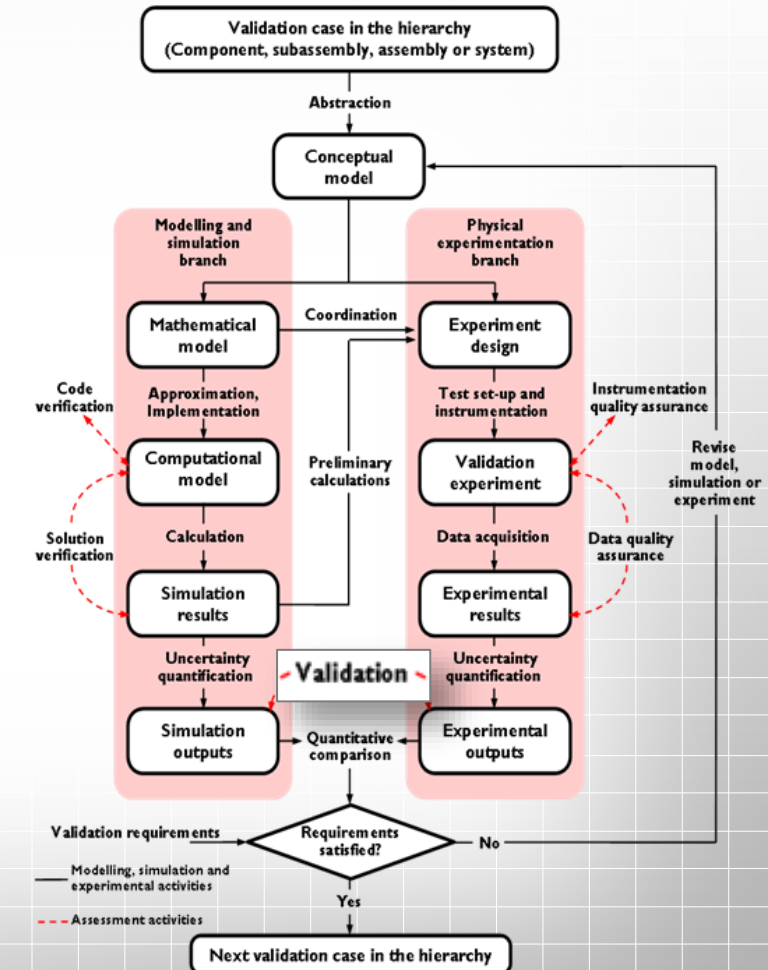 Validation case in the hierarchy
(Component, subassembly, assembly or system)
Abstraction
Conceptual
model
Modelling and
simulation
branch
Physical
experimentation
branch
Mathematical
model
Coordination
Experiment
design
Code
verification
Approximation,
Implementation
Test set-up and
instrumentation
Instrumentation
quality assurance
Computational
model
Preliminary
calculations
Validation
experiment
Revise
model,
simulation or
experiment
Solution
verification
Calculation
Data acquisition
Data quality
assurance
Simulation
results
Experimental
results
Uncertainty
quantification
Validation
Uncertainty
quantification
Simulation
outputs
Quantitative
comparison
Experimental
outputs
Validation requirements
Requirements
satisfied?
No
Modelling, simulation and
experimental activities
Yes
Assessment activities
Next validation case in the hierarchy